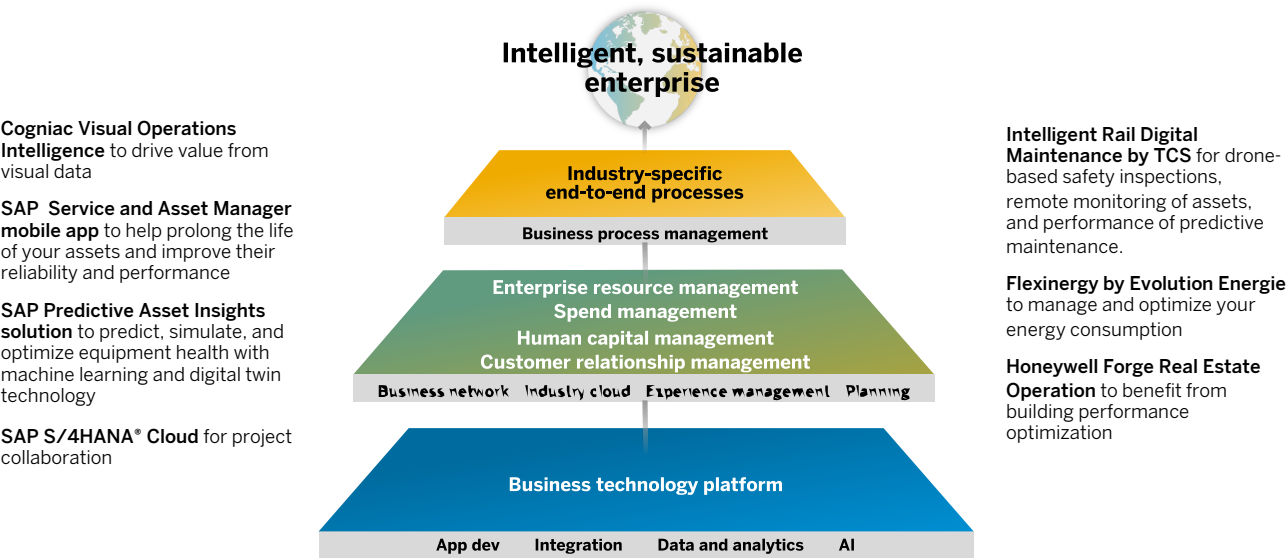 Intelligent, sustainable
enterprise
Cogniac Visual Operations
Intelligence to drive value from
visual data
SAP Service and Asset Manager
mobile app to help prolong the life
of your assets and improve their
reliability and performance
SAP Predictive Asset Insights
solution to predict, simulate, and
optimize equipment health with
machine learning and digital twin
technology
SAP S/4HANA® Cloud for project
collaboration
Industry-specific
end-to-end processes
Business process management
Enterprise resource management
Spend management
Human capital management
Customer relationship management
Business network Industry cloud Experience management Planning
Business technology platform
App dev Integration Data and analytics AI
Intelligent Rail Digital
Maintenance by TCS for drone-
based safety inspections,
remote monitoring of assets,
and performance of predictive
maintenance.
Flexinergy by Evolution Energie
to manage and optimize your
energy consumption
Honeywell Forge Real Estate
Operation to benefit from
building performance
optimization